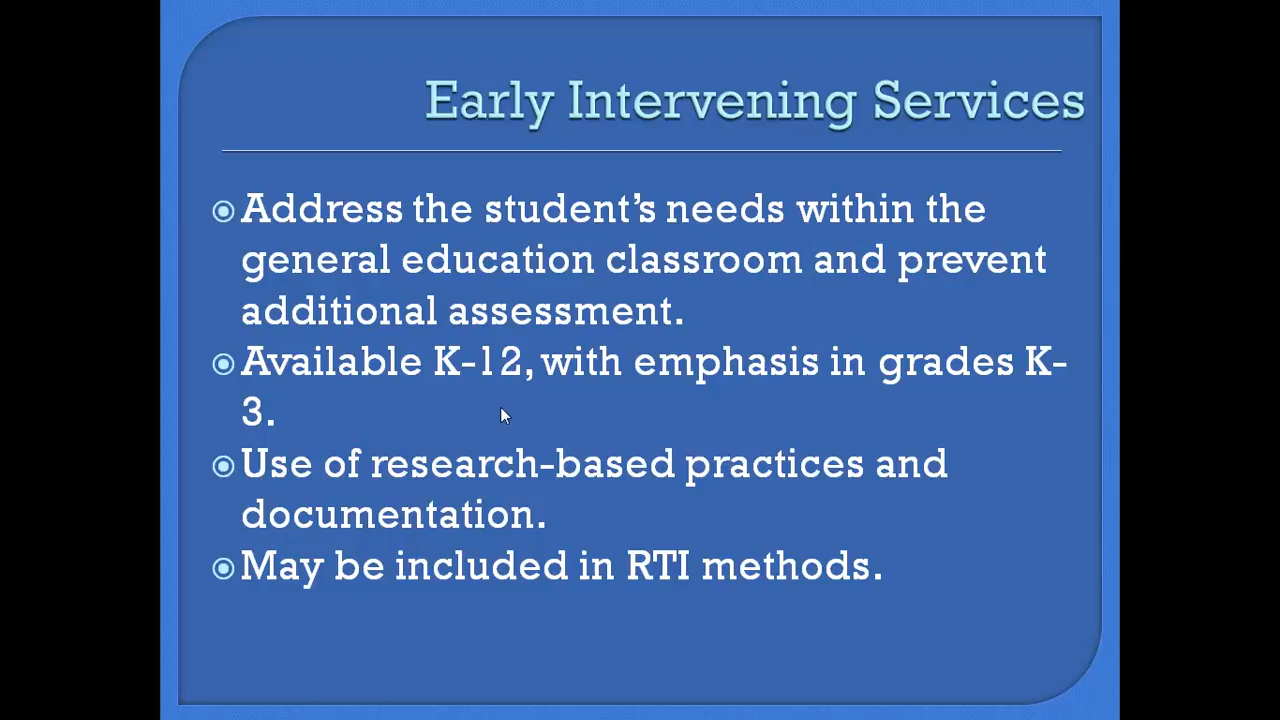 Early Intervening Services
Address the student’s needs within the
general education classroom and prevent
additional assessment.
Available K-12, with emphasis in grades K-
3.
Use of research-based practices and
documentation.
May be included in RTI methods.